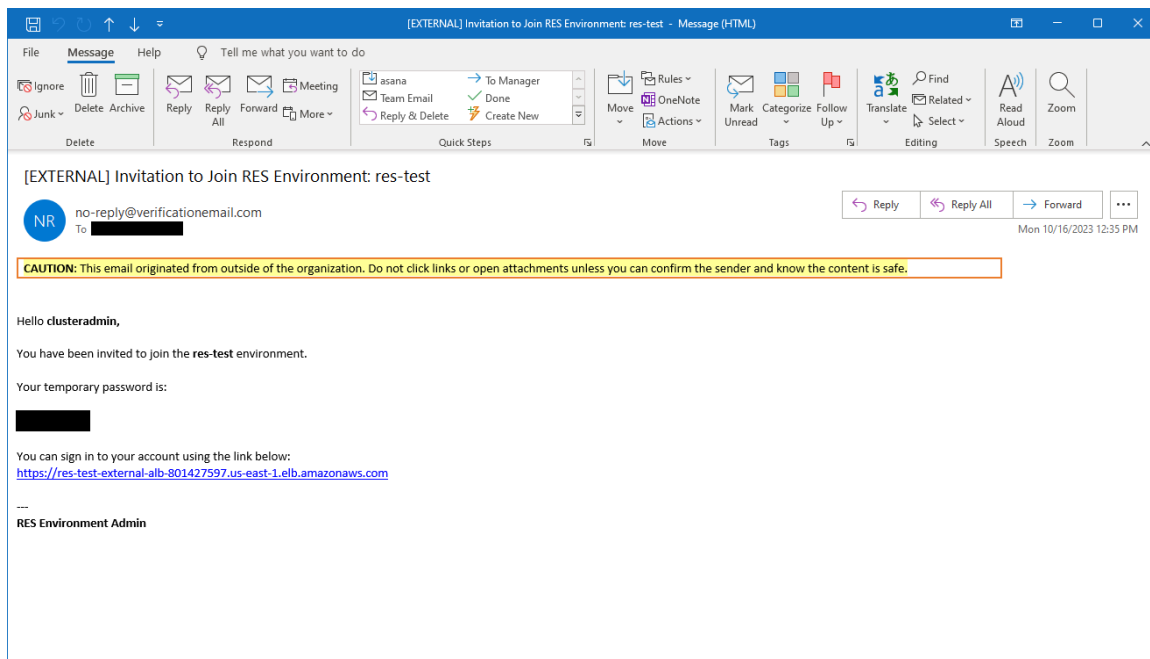 [EXTERNAL] Invitation to Join RES Environment: res-test - Message (HTML)
File Message Help Tell me what you want to do
Ignore
Junk
Delete Archive
Delete
Reply Reply All Forward
Meeting
More
Respond
asana
Team Email
Reply & Delete
To Manager
Done
Create New
Quick Steps
Move
Rules
OneNote
Actions
Move
Mark Unread Categorize Follow Up
Tags
Translate
Find
Related
Select
Editing
Read Aloud
Speech
Zoom
Zoom
[EXTERNAL] Invitation to Join RES Environment: res-test
NR
no-reply@verificationemail.com
To
Reply Reply All Forward
Mon 10/16/2023 12:35 PM
CAUTION: This email originated from outside of the organization. Do not click links or open attachments unless you can confirm the sender and know the content is safe.
Hello clusteradmin,
You have been invited to join the res-test environment.
Your temporary password is:
You can sign in to your account using the link below:
https://res-test-external-alb-801427597.us-east-1.elb.amazonaws.com
---
RES Environment Admin